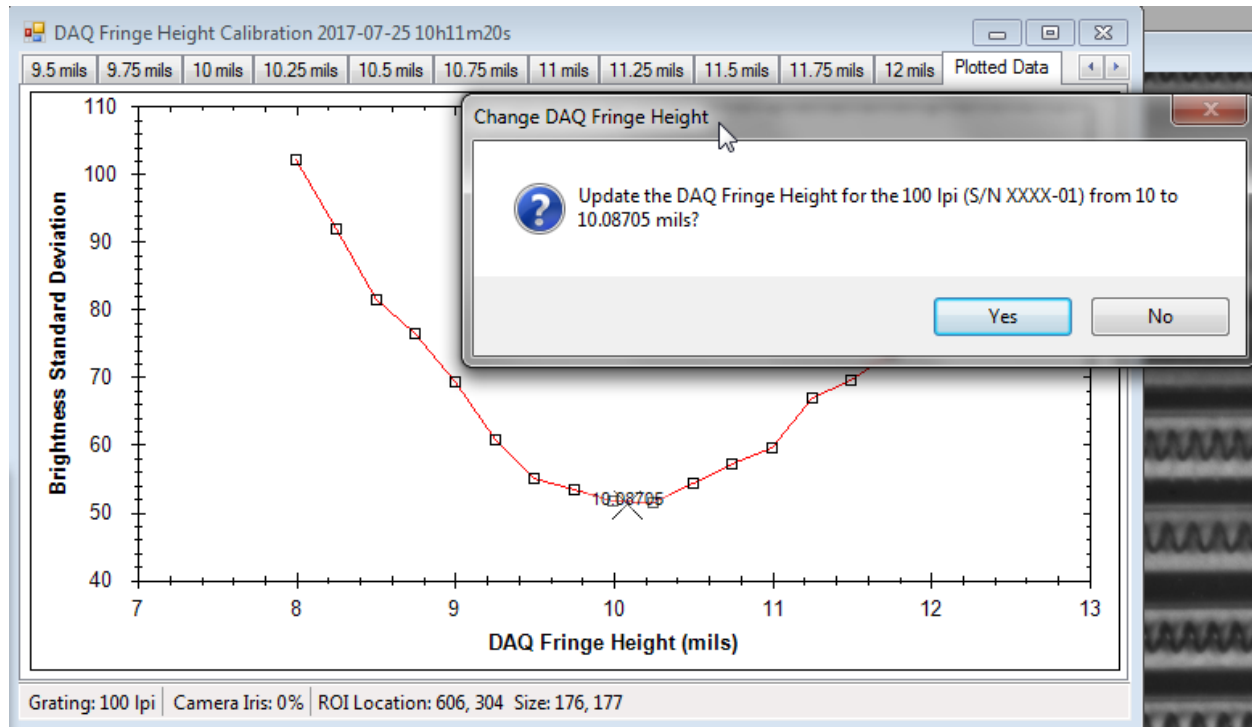 DAQ Fringe Height Calibration 2017-07-25 10h11m20s
9.5 mils 9.75 mils 10 mils 10.25 mils 10.5 mils 10.75 mils 11 mils 11.25 mils 11.5 mils 11.75 mils 12 mils Plotted Data
Change DAQ Fringe Height
Update the DAQ Fringe Height for the 100 lpi (S/N XXXX-01) from 10 to
10.08705 mils?
Yes No
Brightness Standard Deviation
110
100
90
80
70
60
50
40
10.08705
7 8 9 10 11 12 13
DAQ Fringe Height (mils)
Grating: 100 lpi Camera Iris: 0% ROI Location: 606, 304 Size: 176, 177